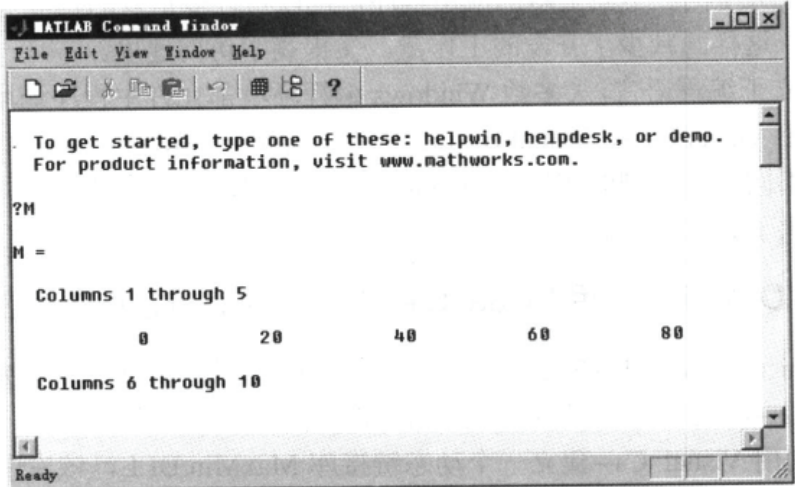 MATLAB Command Window
File Edit View Window Help
To get started, type one of these: helpwin, helpdesk, or demo.
For product information, visit www.mathworks.com.
?M
M =
Columns 1 through 5
0 20 40 60 80
Columns 6 through 10
Ready